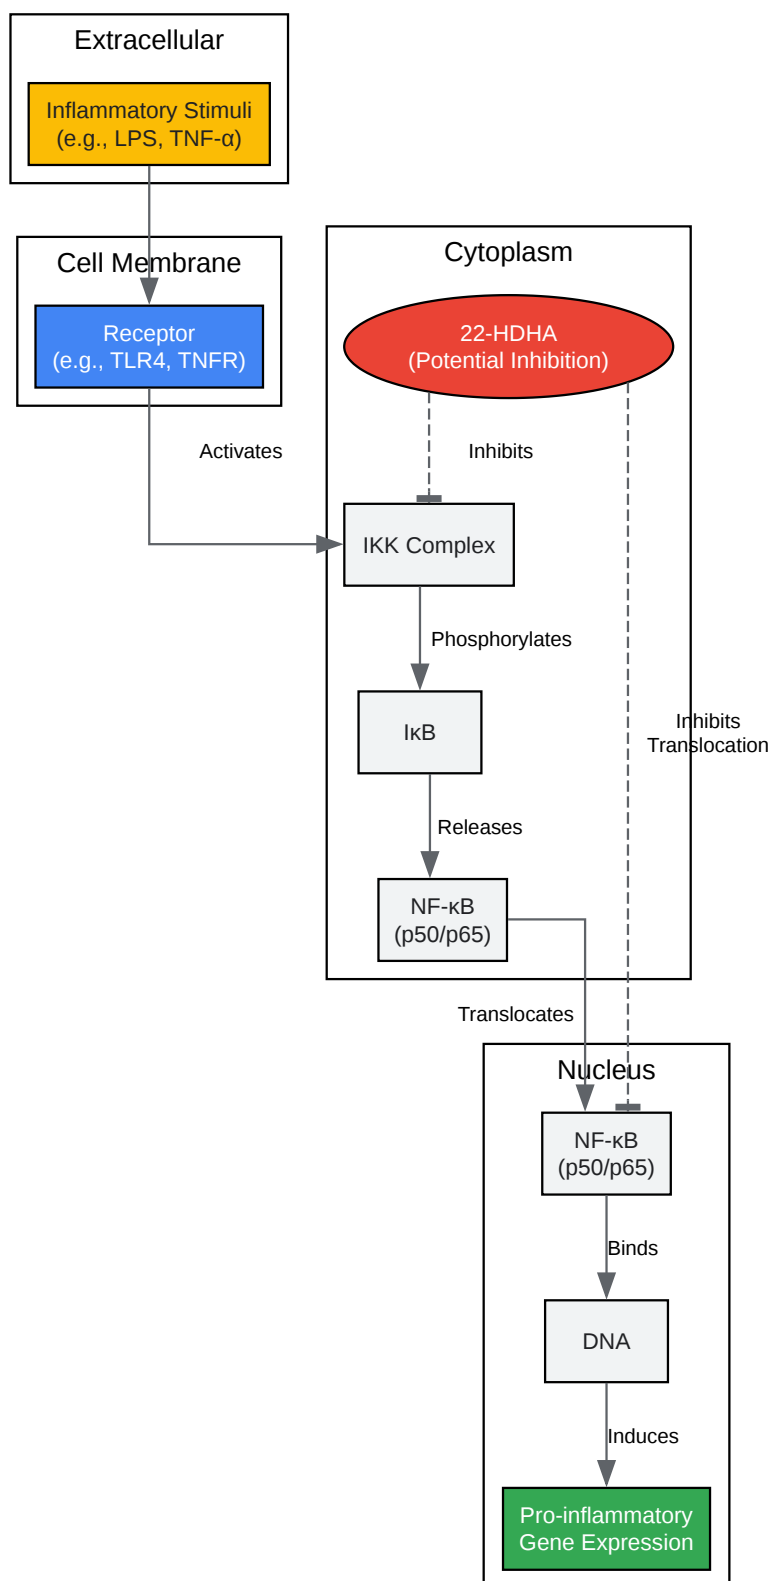 Extracellular
Inflammatory Stimuli
(e.g., LPS, TNF-α)
Cell Membrane
Receptor
(e.g., TLR4, TNFR)
Activates
Cytoplasm
22-HDHA
(Potential Inhibition)
Inhibits
IKK Complex
Phosphorylates
IκB
Inhibits
Translocation
Releases
NF-κB
(p50/p65)
Translocates
Nucleus
NF-κB
(p50/p65)
Binds
DNA
Induces
Pro-inflammatory
Gene Expression